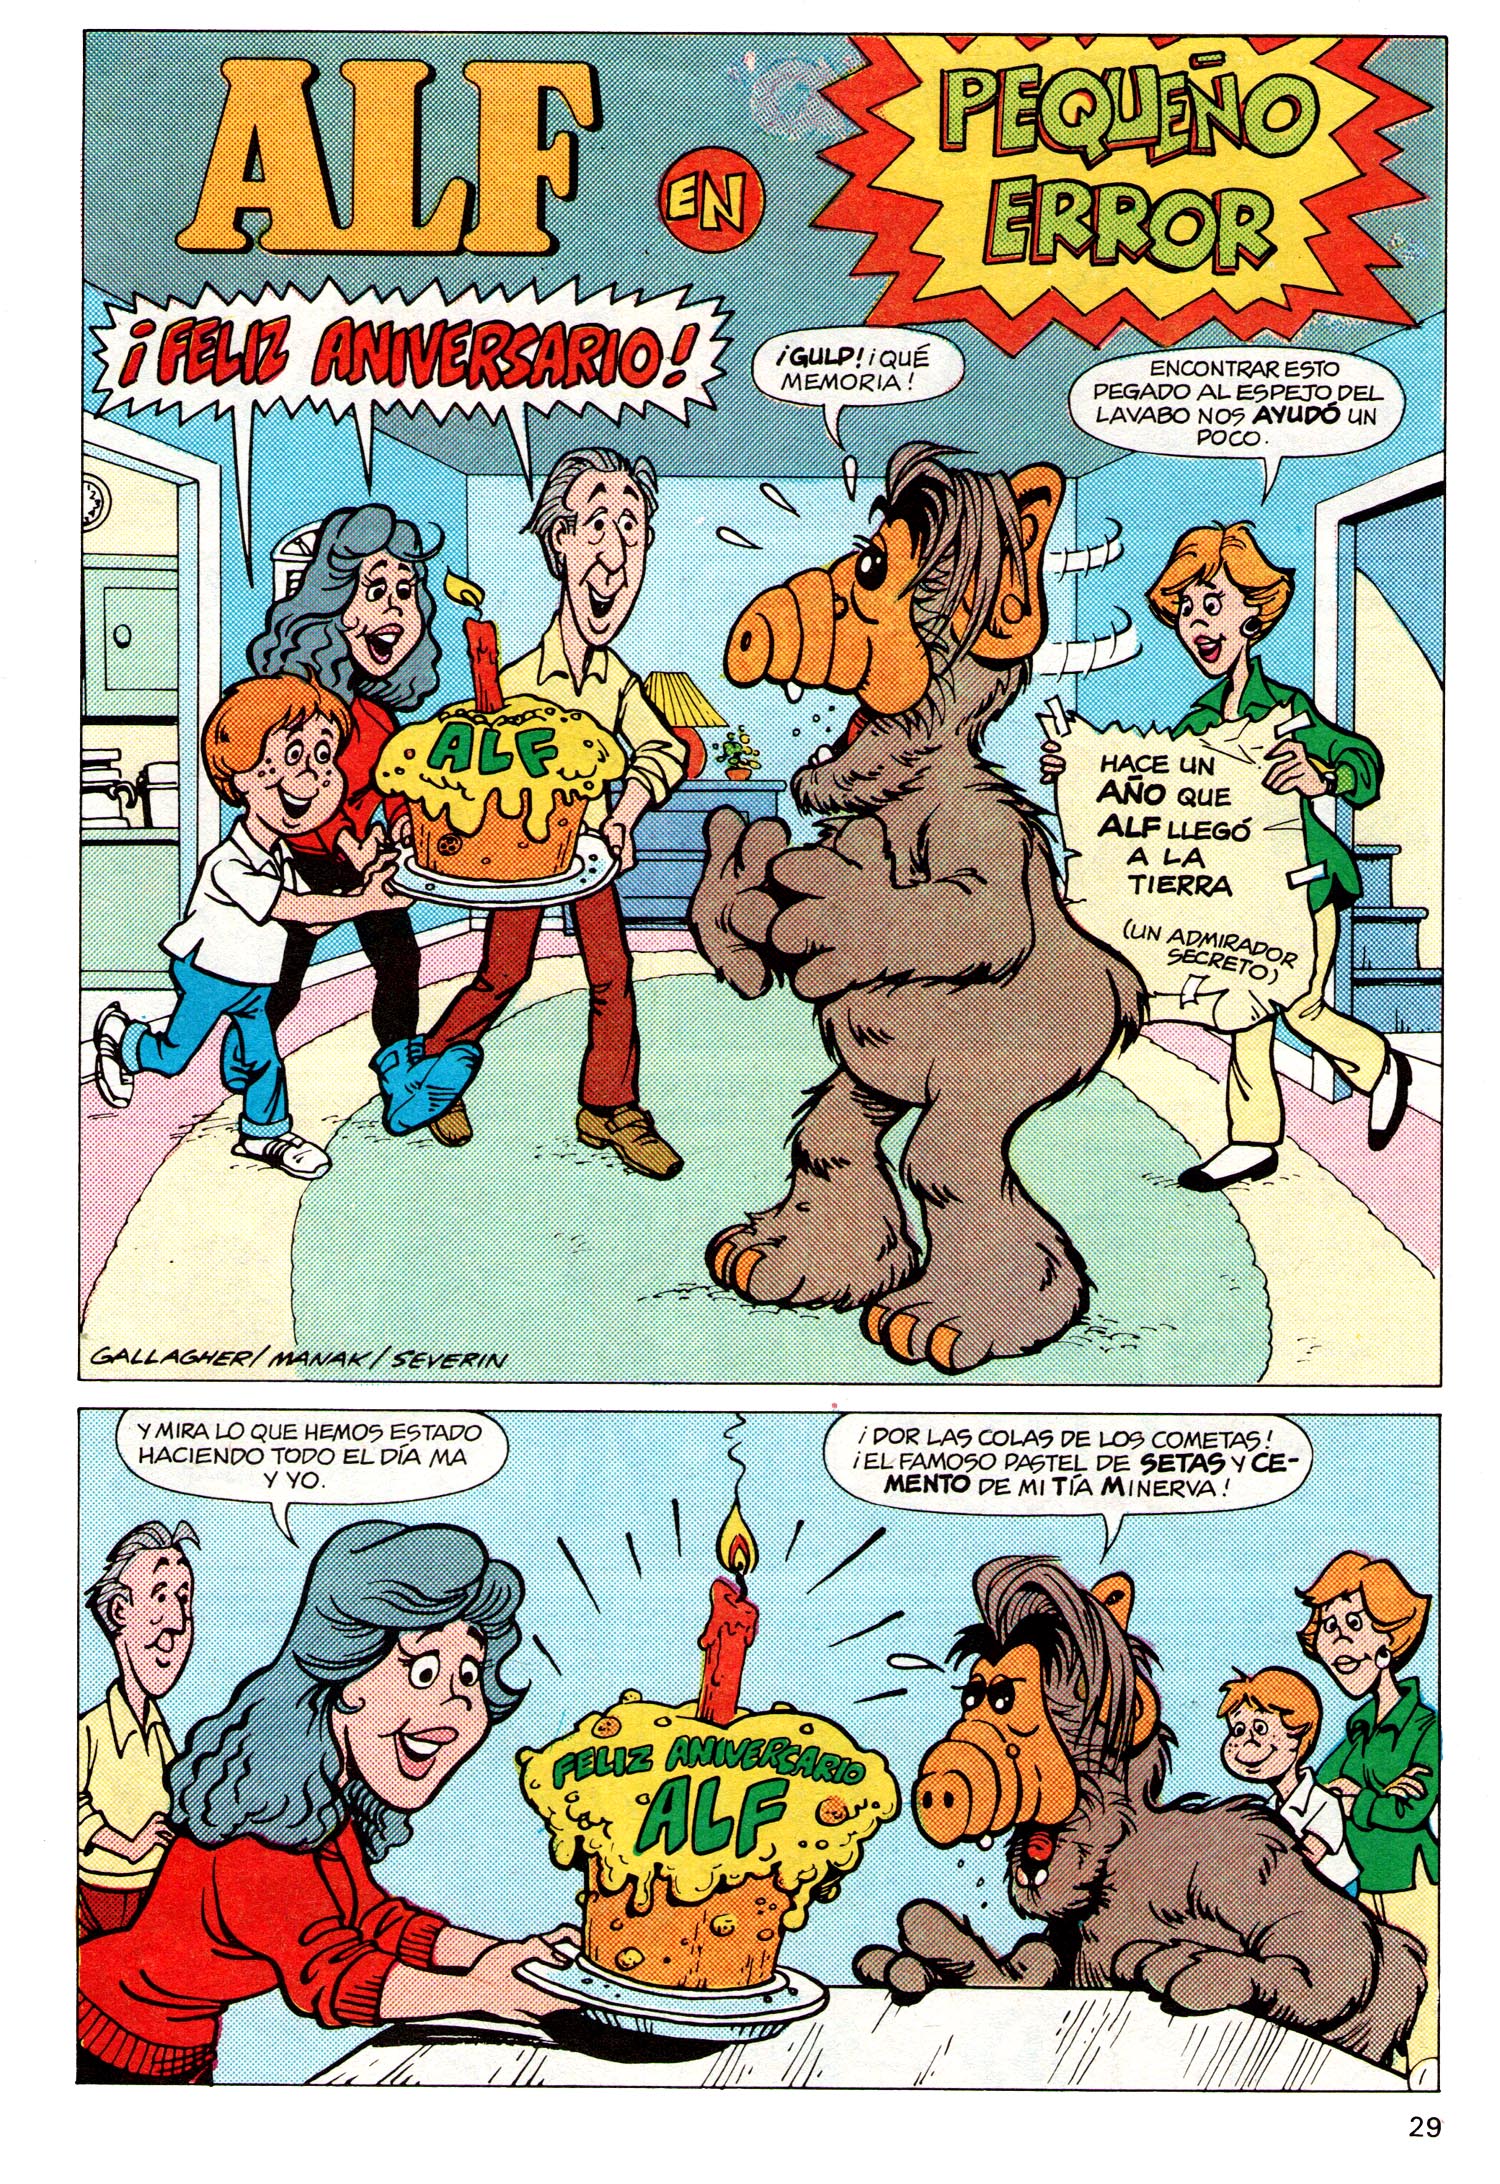 ALF
EN
PEQUEÑO
ERROR
¡FELIZ ANIVERSARIO!
¡GULP! ¡QUÉ
MEMORIA!
ENCONTRAR ESTO
PEGADO AL ESPEJO DEL
LAVABO NOS AYUDÓ UN
POCO.
ALF
HACE UN
AÑO QUE
ALF LLEGÓ
A LA
TIERRA
(UN ADMIRADOR
SECRETO)
GALLAGHER/MANAK/SEVERIN
Y MIRA LO QUE HEMOS ESTADO
HACIENDO TODO EL DÍA MA
Y YO.
¡POR LAS COLAS DE LOS COMETAS!
¡EL FAMOSO PASTEL DE SETAS Y CE-
MENTO DE MI TÍA MINERVA!
FELIZ ANIVERSARIO
ALF
1
29